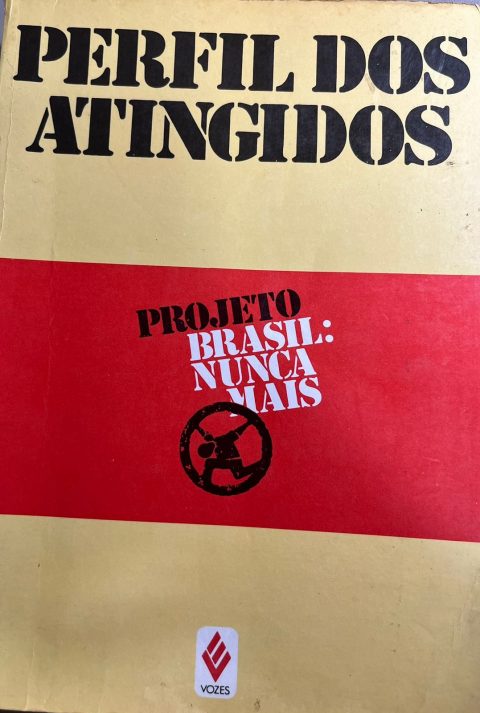 PERFIL DOS
ATINGIDOS
PROJETO
BRASIL:
NUNCA
MAIS
VOZES